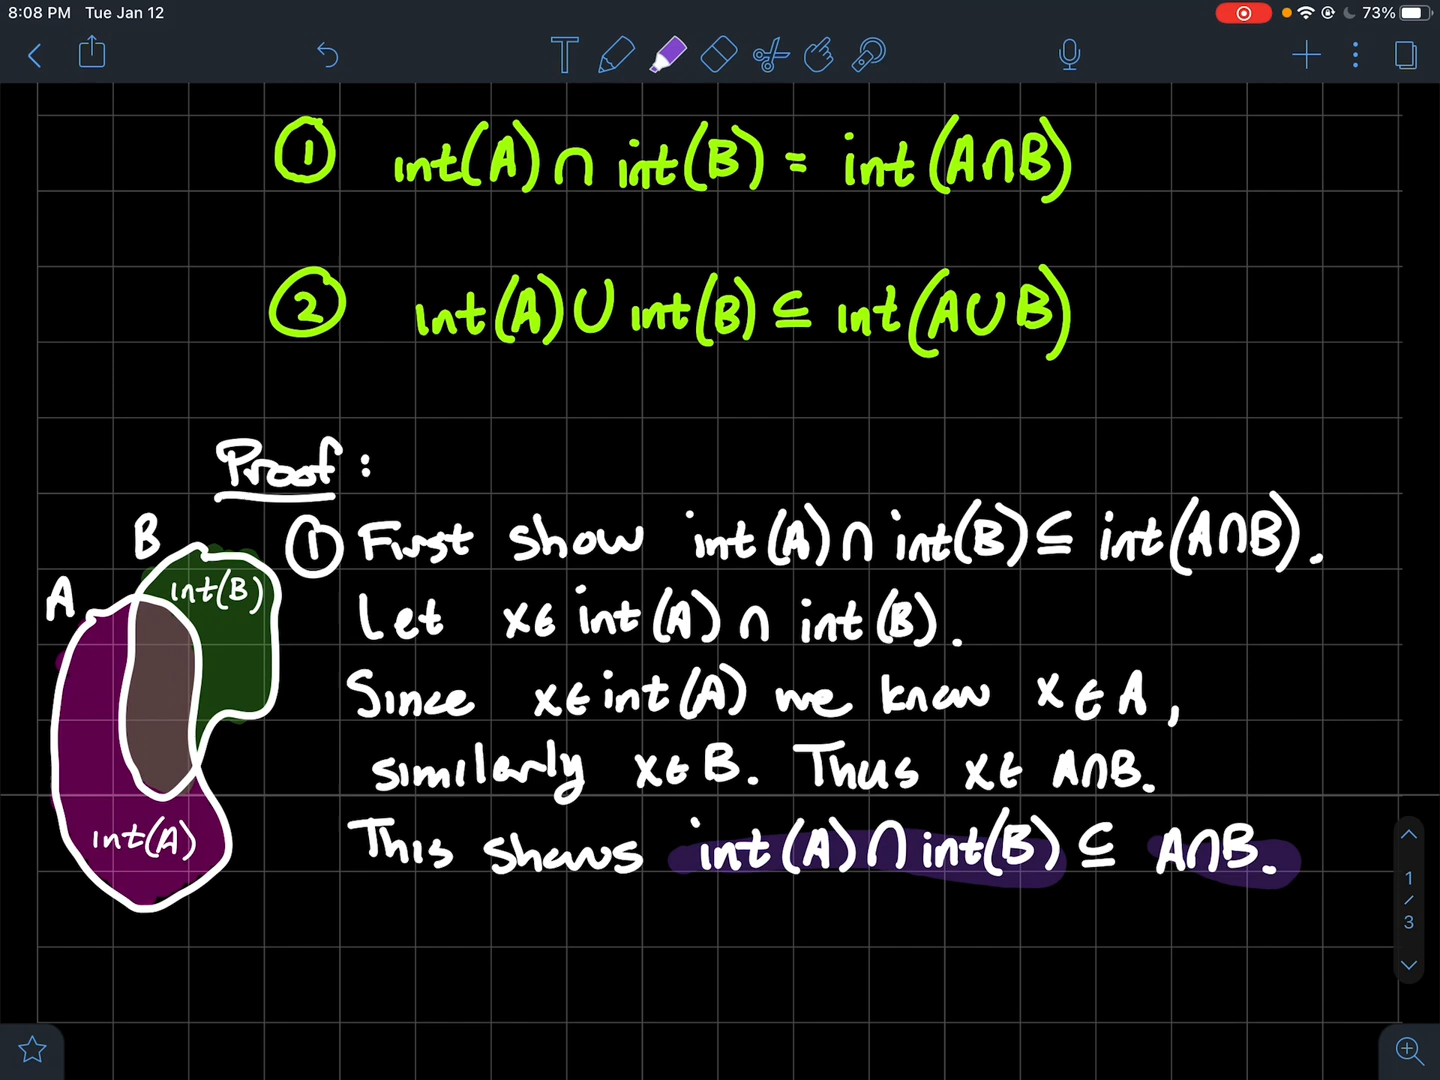 8:08 PM Tue Jan 12 73%
① int(A) ∩ int(B) = int(A∩B)
② int(A) ∪ int(B) ⊆ int(A∪B)
Proof:
① First show int(A) ∩ int(B) ⊆ int(A∩B).
Let x ∈ int(A) ∩ int(B).
Since x ∈ int(A) we know x ∈ A,
similarly x ∈ B. Thus x ∈ A∩B.
This shows int(A) ∩ int(B) ⊆ A∩B.
B
int(B)
A
int(A)
1
/
3